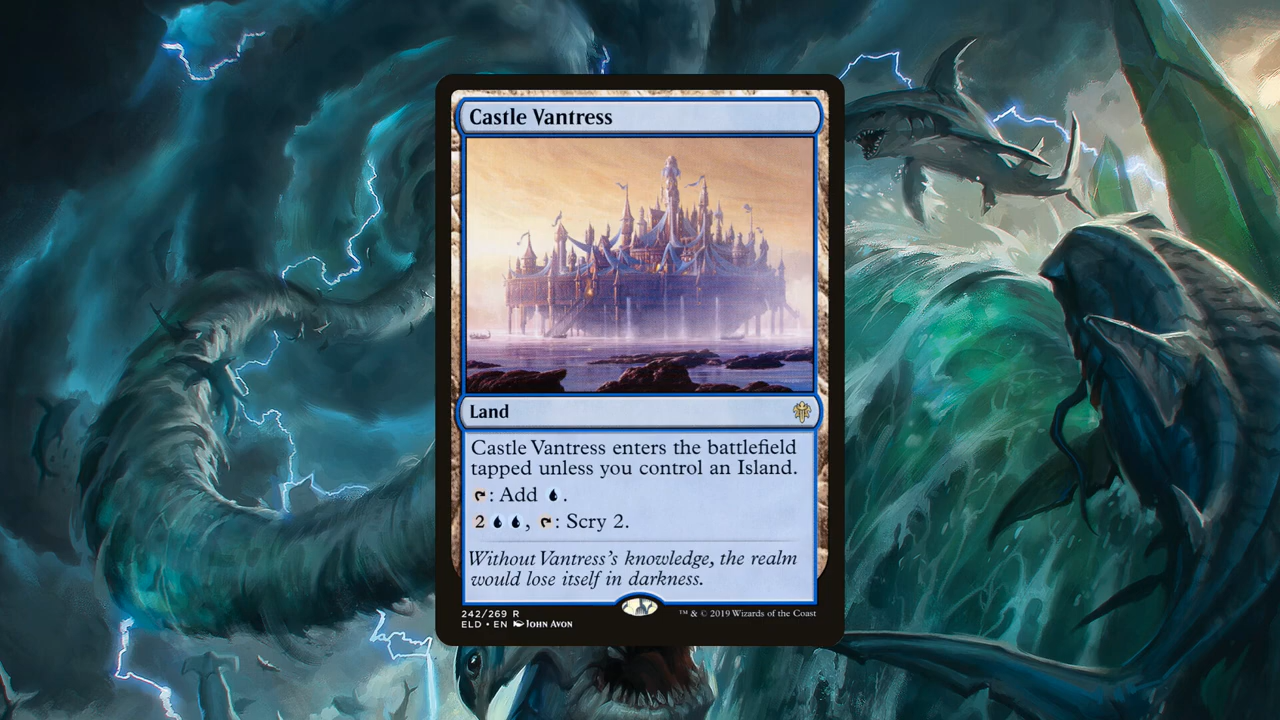 Castle Vantress
Land
Castle Vantress enters the battlefield
tapped unless you control an Island.
: Add .
2 , : Scry 2.
Without Vantress's knowledge, the realm
would lose itself in darkness.
242/269 R
™ & © 2019 Wizards of the Coast
ELD • EN John Avon